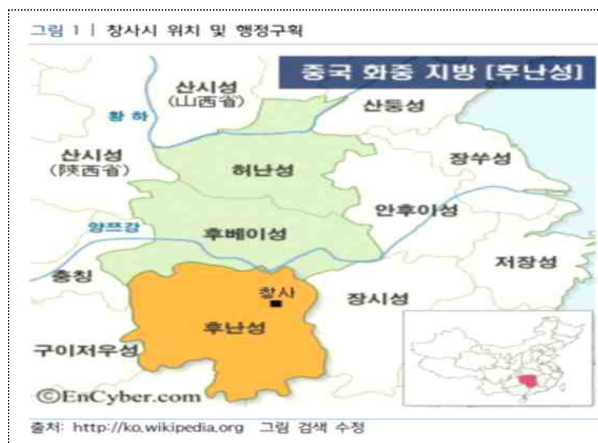 그림 1 | 창사시 위치 및 행정구획
중국 화중 지방 [후난성]
산시성
(山西省)
산둥성
황하
산시성
(陝西省)
허난성
장쑤성
안후이성
양쯔강
후베이성
저장성
충칭
창사
장시성
후난성
구이저우성
©EnCyber.com
출처: http://ko.wikipedia.org 그림 검색 수정